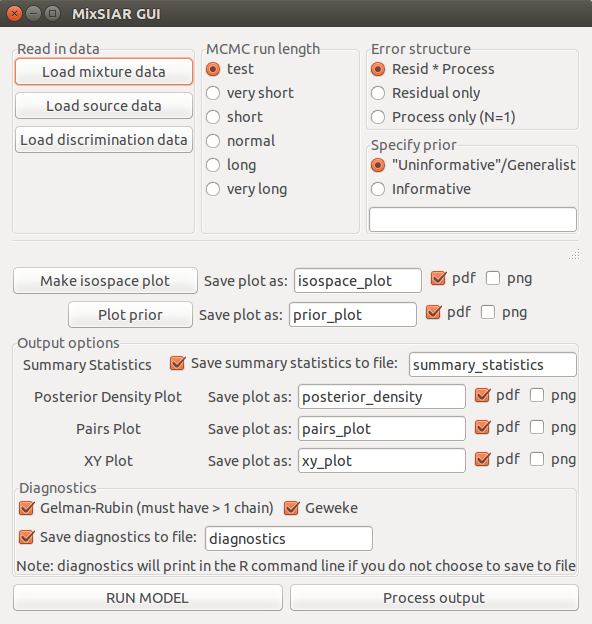 MixSIAR GUI
Read in data
Load mixture data
Load source data
Load discrimination data
MCMC run length
test
very short
short
normal
long
very long
Error structure
Resid * Process
Residual only
Process only (N=1)
Specify prior
"Uninformative"/Generalist
Informative
Make isospace plot Save plot as: isospace_plot pdf png
Plot prior Save plot as: prior_plot pdf png
Output options
Summary Statistics Save summary statistics to file: summary_statistics
Posterior Density Plot Save plot as: posterior_density pdf png
Pairs Plot Save plot as: pairs_plot pdf png
XY Plot Save plot as: xy_plot pdf png
Diagnostics
Gelman-Rubin (must have > 1 chain) Geweke
Save diagnostics to file: diagnostics
Note: diagnostics will print in the R command line if you do not choose to save to file
RUN MODEL Process output